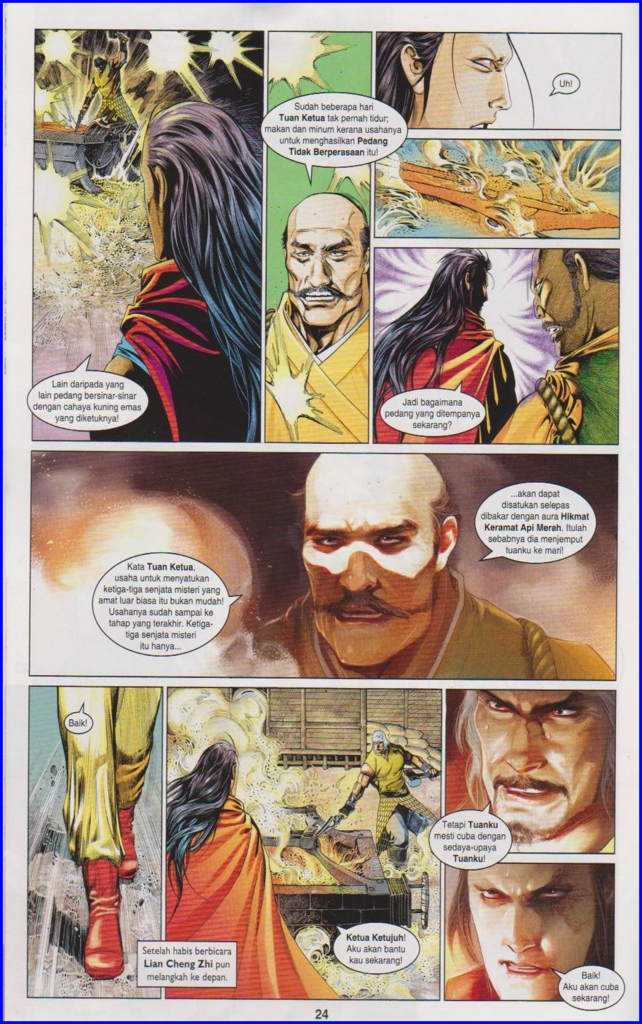 Sudah beberapa hari
Tuan Ketua tak pernah tidur;
makan dan minum kerana usahanya
untuk menghasilkan Pedang
Tidak Berperasaan itu!
Uh!
Lain daripada yang
lain pedang bersinar-sinar
dengan cahaya kuning emas
yang diketuknya!
Jadi bagaimana
pedang yang ditempanya
sekarang?
Kata Tuan Ketua,
usaha untuk menyatukan
ketiga-tiga senjata misteri yang
amat luar biasa itu bukan mudah!
Usahanya sudah sampai ke
tahap yang terakhir. Ketiga-
tiga senjata misteri
itu hanya...
...akan dapat
disatukan selepas
dibakar dengan aura Hikmat
Keramat Api Merah. Itulah
sebabnya dia menjemput
tuanku ke mari!
Baik!
Setelah habis berbicara
Lian Cheng Zhi pun
melangkah ke depan.
Ketua Ketujuh!
Aku akan bantu
kau sekarang!
Tetapi Tuanku
mesti cuba dengan
sedaya-upaya
Tuanku!
Baik!
Aku akan cuba
sekarang!
24